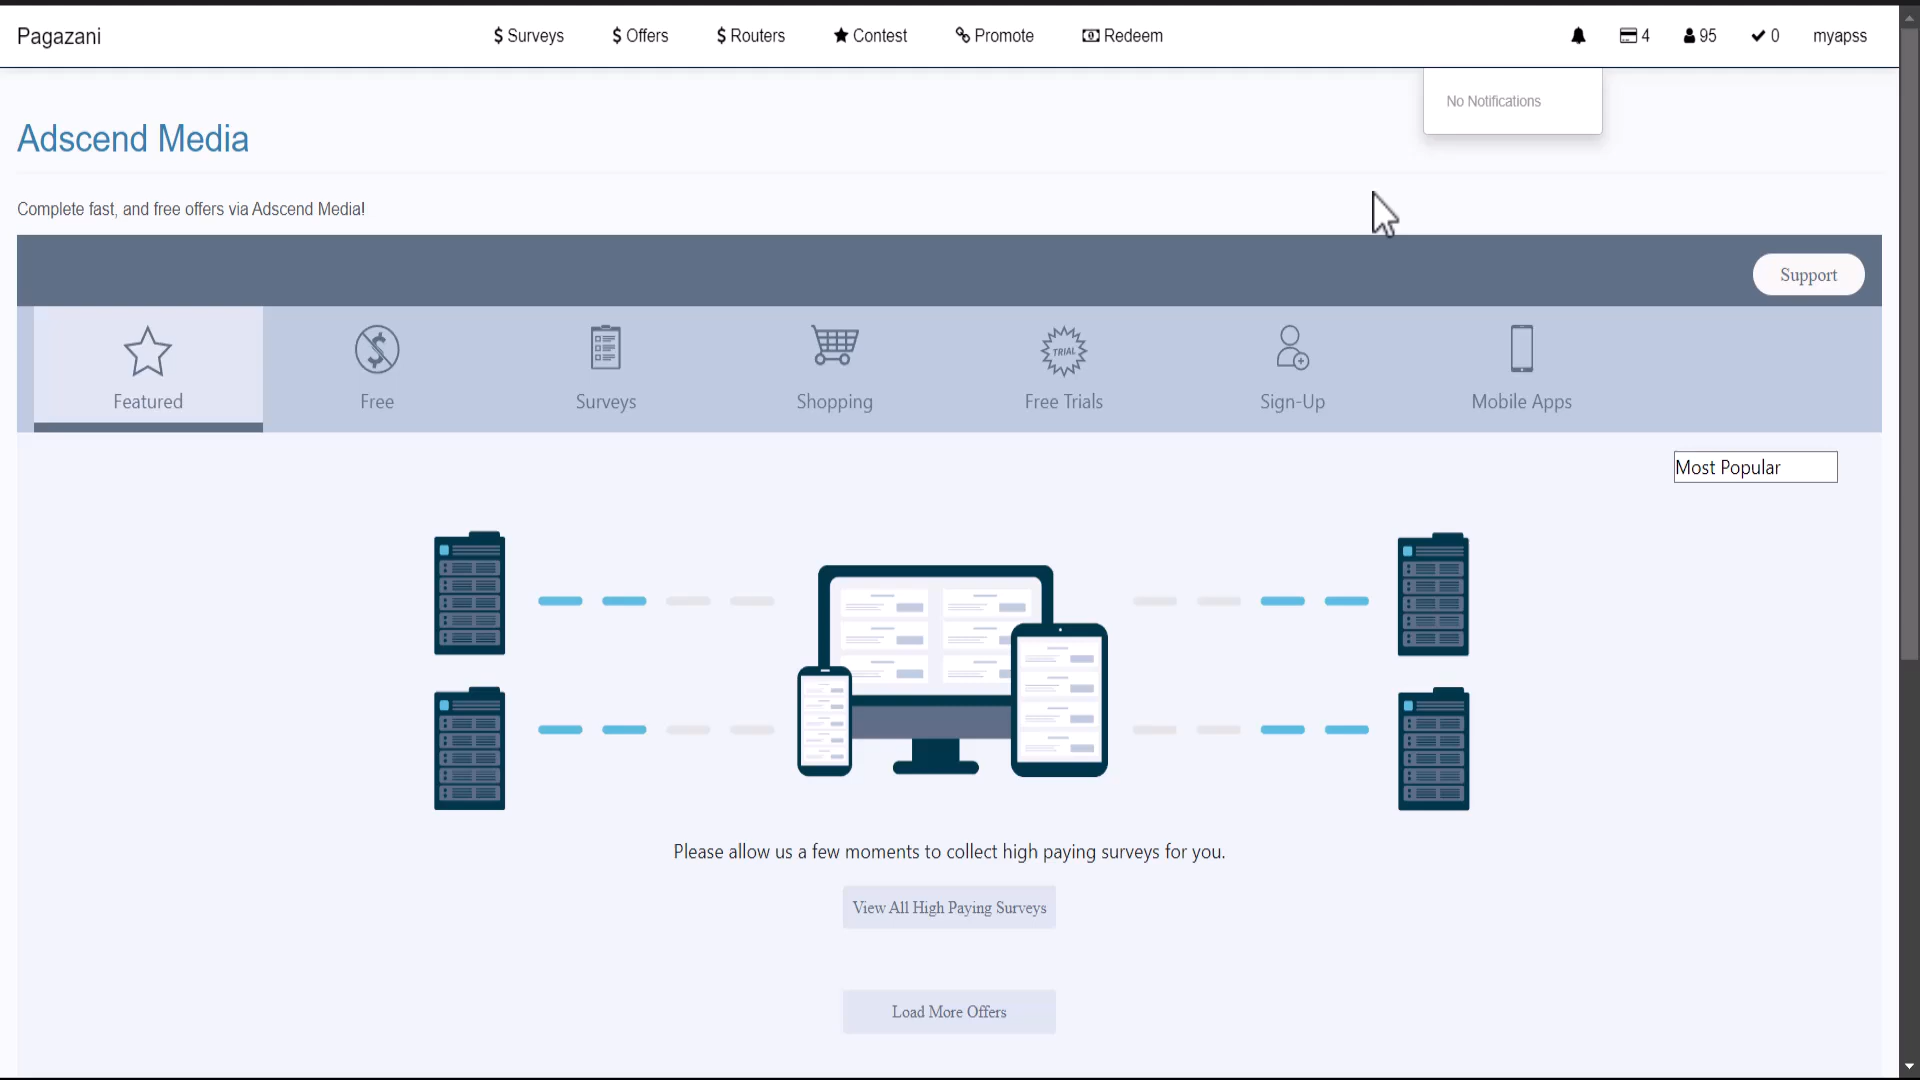 Pagazani
$ Surveys
$ Offers
$ Routers
Contest
Promote
Redeem
4
95
0
myapss
No Notifications
Adscend Media
Complete fast, and free offers via Adscend Media!
Support
TRIAL
Featured
Free
Surveys
Shopping
Free Trials
Sign-Up
Mobile Apps
Most Popular
Please allow us a few moments to collect high paying surveys for you.
View All High Paying Surveys
Load More Offers